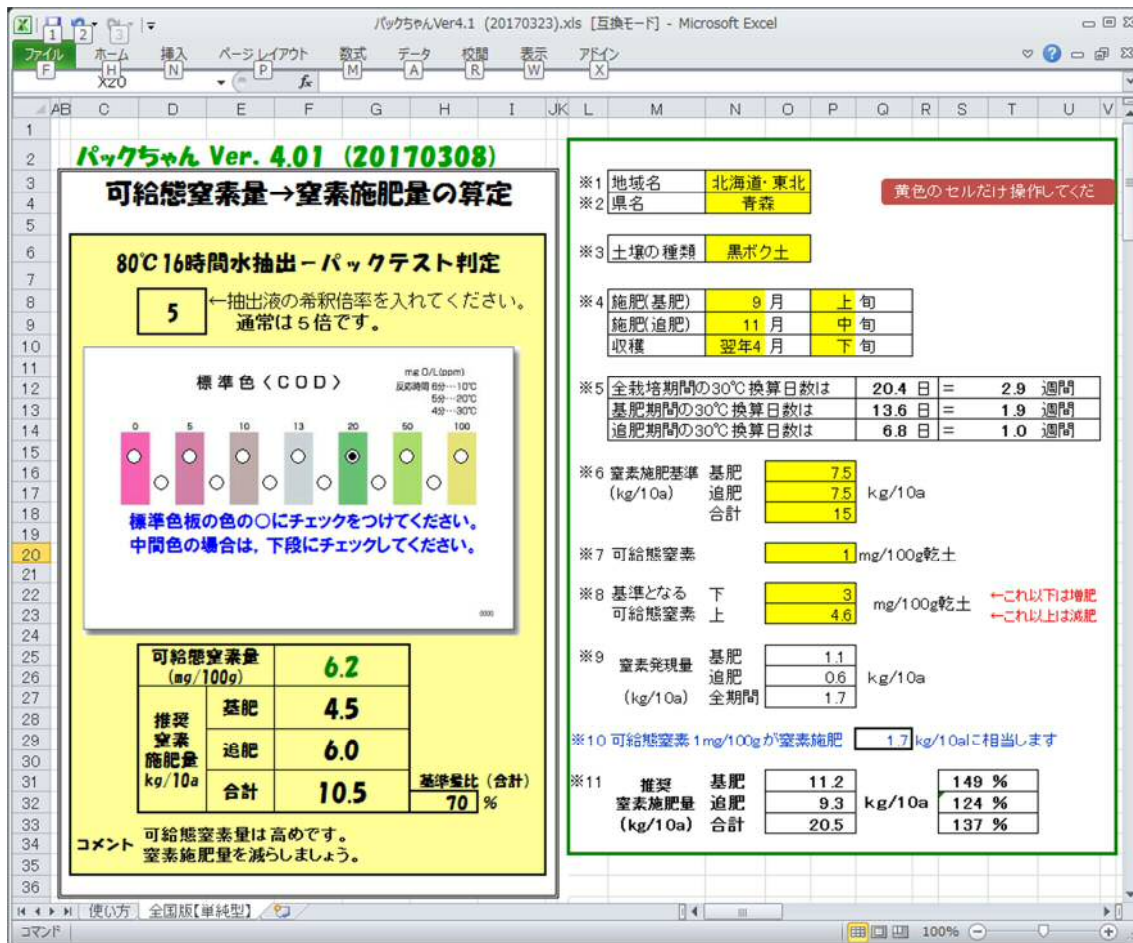 パックちゃんVer4.1 (20170323).xls [互換モード] - Microsoft Excel
1 2 3
ファイル ホーム 挿入 ページ レイアウト 数式 データ 校閲 表示 アドイン
F H N P M A R W X
X20 fx
AB C D E F G H I JK L M N O P Q R S T U V
パックちゃん Ver. 4.01 (20170308)
可給態窒素量→窒素施肥量の算定
80℃16時間水抽出－パックテスト判定
5 ←抽出液の希釈倍率を入れてください。
通常は５倍です。
標準色〈COD〉
mg O/L(ppm)
反応時間 6分…10℃
5分…20℃
4分…30℃
0 5 10 13 20 50 100
標準色板の色の○にチェックをつけてください。
中間色の場合は，下段にチェックしてください。
可給態窒素量 (mg/100g) 6.2
推奨窒素施肥量 kg/10a
基肥 4.5
追肥 6.0
合計 10.5
基準量比（合計）
70 %
コメント 可給態窒素量は高めです。
窒素施肥量を減らしましょう。
※1 地域名 北海道・東北
※2 県名 青森
黄色のセルだけ操作してくだ
※3 土壌の種類 黒ボク土
※4 施肥(基肥) 9 月 上 旬
施肥(追肥) 11 月 中 旬
収穫 翌年4 月 下 旬
※5 全栽培期間の30℃換算日数は 20.4 日 = 2.9 週間
基肥期間の30℃換算日数は 13.6 日 = 1.9 週間
追肥期間の30℃換算日数は 6.8 日 = 1.0 週間
※6 窒素施肥基準 基肥 7.5
(kg/10a) 追肥 7.5 kg/10a
合計 15
※7 可給態窒素 1 mg/100g乾土
※8 基準となる 下 3 ←これ以下は増肥
可給態窒素 上 4.6 mg/100g乾土 ←これ以上は減肥
※9 窒素発現量 基肥 1.1
追肥 0.6 kg/10a
(kg/10a) 全期間 1.7
※10 可給態窒素1mg/100gが窒素施肥 1.7 kg/10aに相当します
※11 推奨 基肥 11.2 149 %
窒素施肥量 追肥 9.3 kg/10a 124 %
(kg/10a) 合計 20.5 137 %
使い方 全国版【単純型】
コマンド 100%